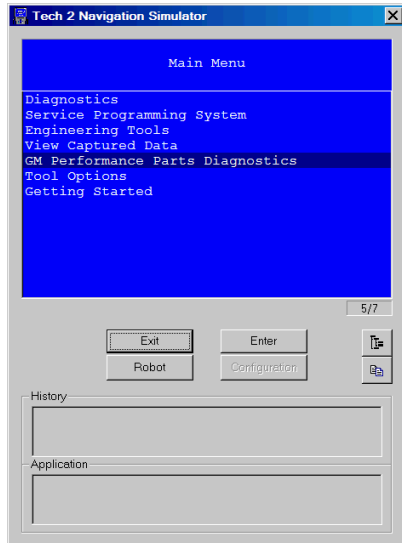 Tech 2 Navigation Simulator
Main Menu
Diagnostics
Service Programming System
Engineering Tools
View Captured Data
GM Performance Parts Diagnostics
Tool Options
Getting Started
5/7
Exit
Enter
Robot
Configuration
History
Application